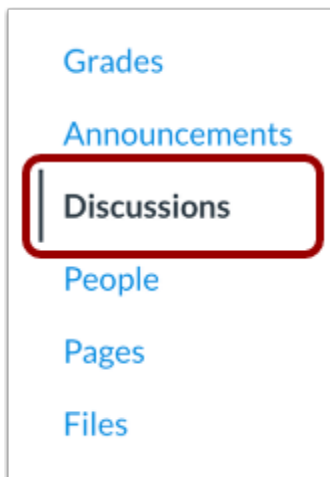 Grades
Announcements
Discussions
People
Pages
Files